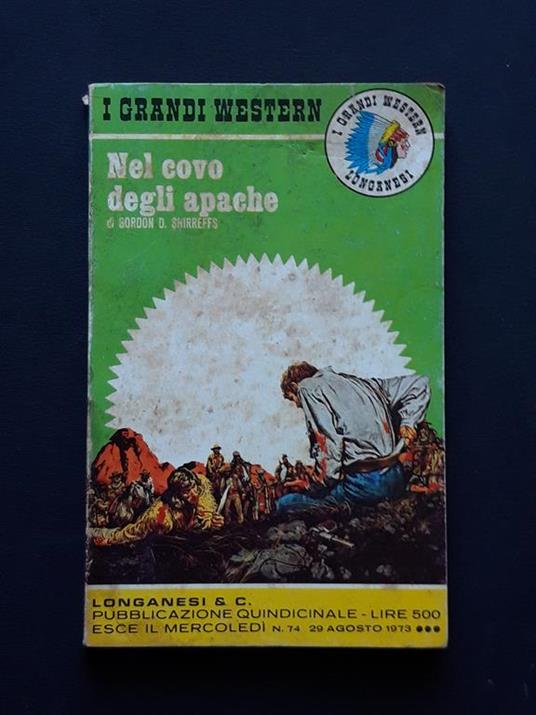 I GRANDI WESTERN
I GRANDI WESTERN
LONGANESI
Nel covo
degli apache
di GORDON D. SHIRREFFS
LONGANESI & C.
PUBBLICAZIONE QUINDICINALE - LIRE 500
ESCE IL MERCOLEDÌ N. 74 29 AGOSTO 1973 ●●●